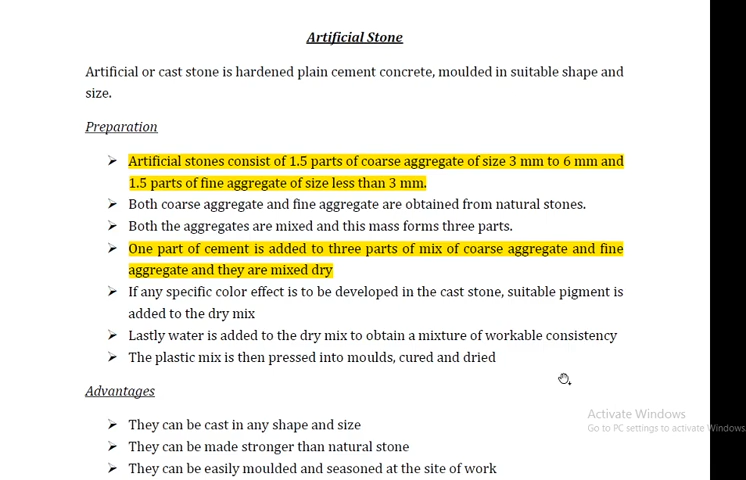 Artificial Stone
Artificial or cast stone is hardened plain cement concrete, moulded in suitable shape and
size.
Preparation
➢ Artificial stones consist of 1.5 parts of coarse aggregate of size 3 mm to 6 mm and
1.5 parts of fine aggregate of size less than 3 mm.
➢ Both coarse aggregate and fine aggregate are obtained from natural stones.
➢ Both the aggregates are mixed and this mass forms three parts.
➢ One part of cement is added to three parts of mix of coarse aggregate and fine
aggregate and they are mixed dry
➢ If any specific color effect is to be developed in the cast stone, suitable pigment is
added to the dry mix
➢ Lastly water is added to the dry mix to obtain a mixture of workable consistency
➢ The plastic mix is then pressed into moulds, cured and dried
Advantages
Activate Windows
➢ They can be cast in any shape and size
Go to PC settings to activate Windows.
➢ They can be made stronger than natural stone
➢ They can be easily moulded and seasoned at the site of work